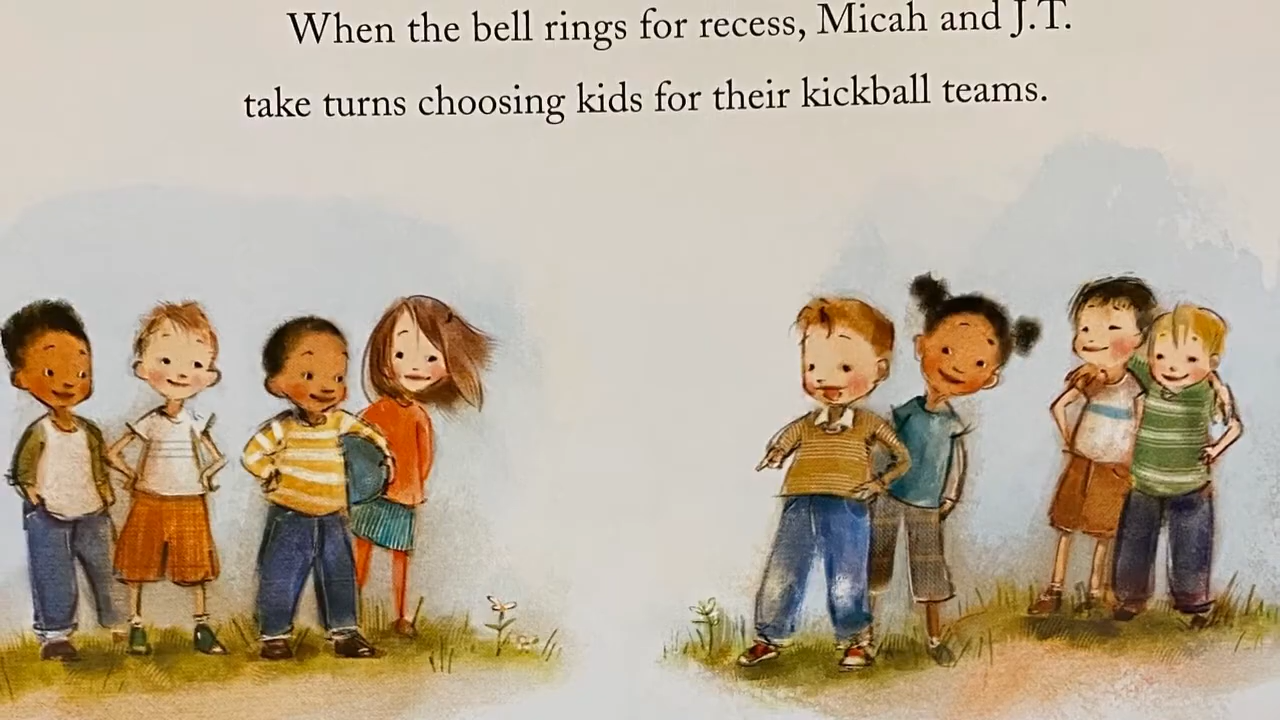 When the bell rings for recess, Micah and J.T.
take turns choosing kids for their kickball teams.